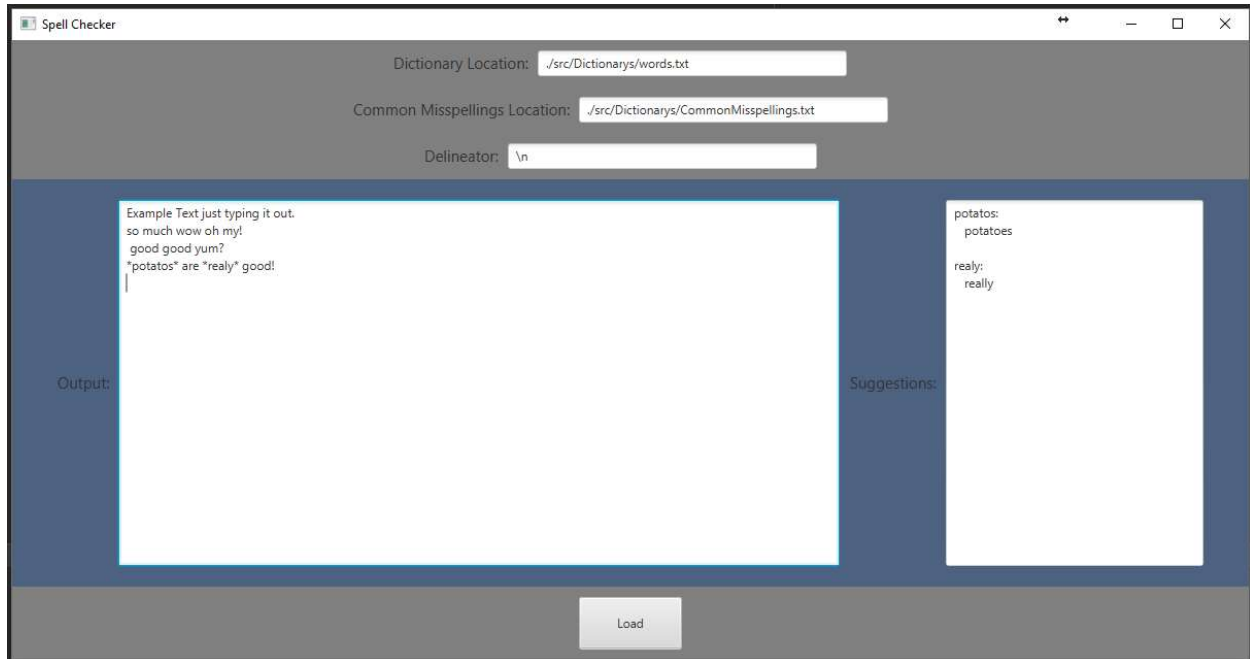 Spell Checker
Dictionary Location: ./src/Dictionarys/words.txt
Common Misspellings Location: ./src/Dictionarys/CommonMisspellings.txt
Delineator: \n
Output:
Example Text just typing it out.
so much wow oh my!
good good yum?
*potatos* are *realy* good!
Suggestions:
potatos:
potatoes
realy:
really
Load